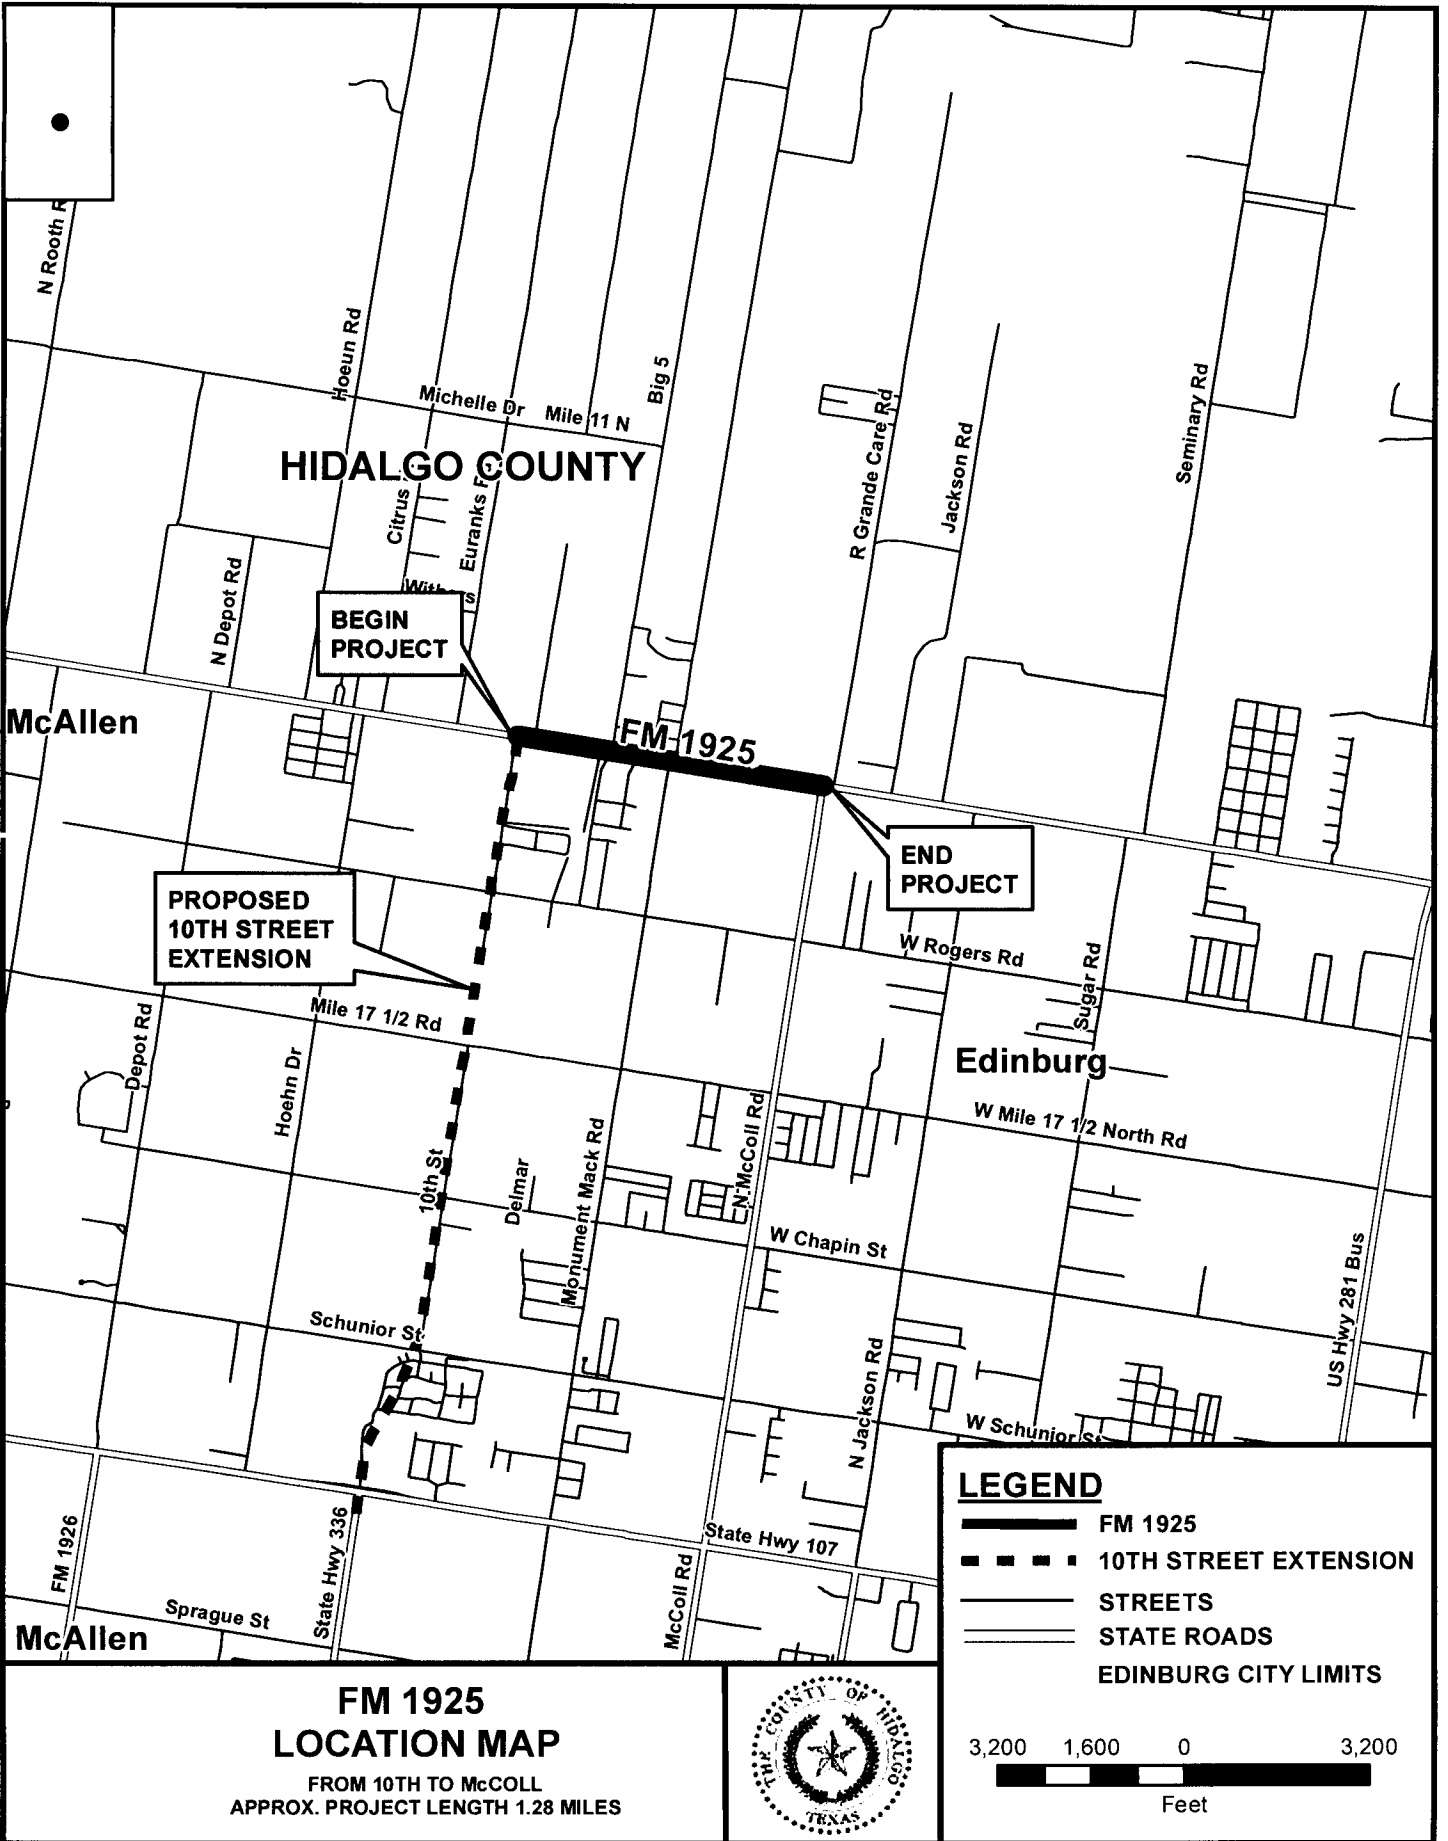 N Rooth R
Hoeun Rd
Michelle Dr
Mile 11 N
Big 5
R Grande Care Rd
Jackson Rd
Seminary Rd
HIDALGO COUNTY
Citrus
Euranks
N Depot Rd
BEGIN
PROJECT
McAllen
FM 1925
END
PROJECT
PROPOSED
10TH STREET
EXTENSION
W Rogers Rd
Sugar Rd
Mile 17 1/2 Rd
Depot Rd
Hoehn Dr
Edinburg
W Mile 17 1/2 North Rd
10th St
Delmar
Monument Mack Rd
N McColl Rd
W Chapin St
US Hwy 281 Bus
Schunior St
N Jackson Rd
W Schunior St
State Hwy 107
FM 1926
State Hwy 336
McColl Rd
Sprague St
McAllen
LEGEND
FM 1925
10TH STREET EXTENSION
STREETS
STATE ROADS
EDINBURG CITY LIMITS
3,200 1,600 0 3,200
Feet
FM 1925
LOCATION MAP
FROM 10TH TO McCOLL
APPROX. PROJECT LENGTH 1.28 MILES
THE COUNTY OF HIDALGO
TEXAS